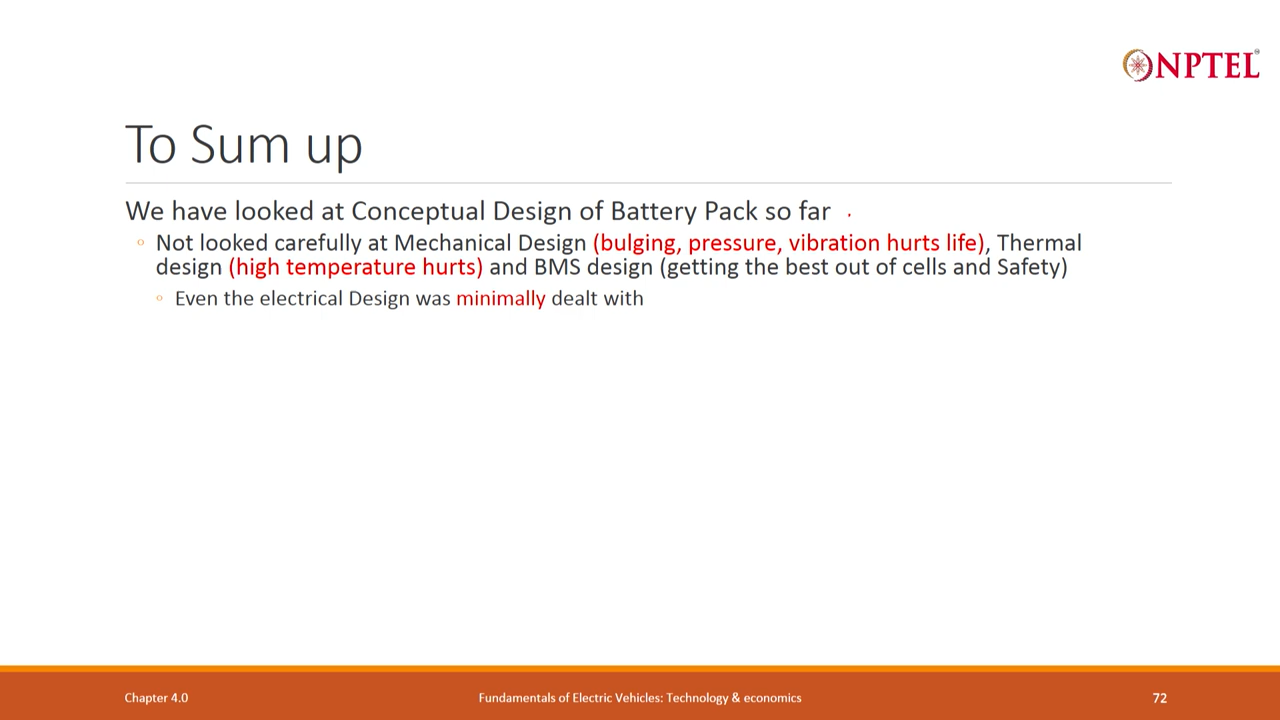 NPTEL
To Sum up
We have looked at Conceptual Design of Battery Pack so far
◦ Not looked carefully at Mechanical Design (bulging, pressure, vibration hurts life), Thermal
design (high temperature hurts) and BMS design (getting the best out of cells and Safety)
◦ Even the electrical Design was minimally dealt with
Chapter 4.0 Fundamentals of Electric Vehicles: Technology & economics 72